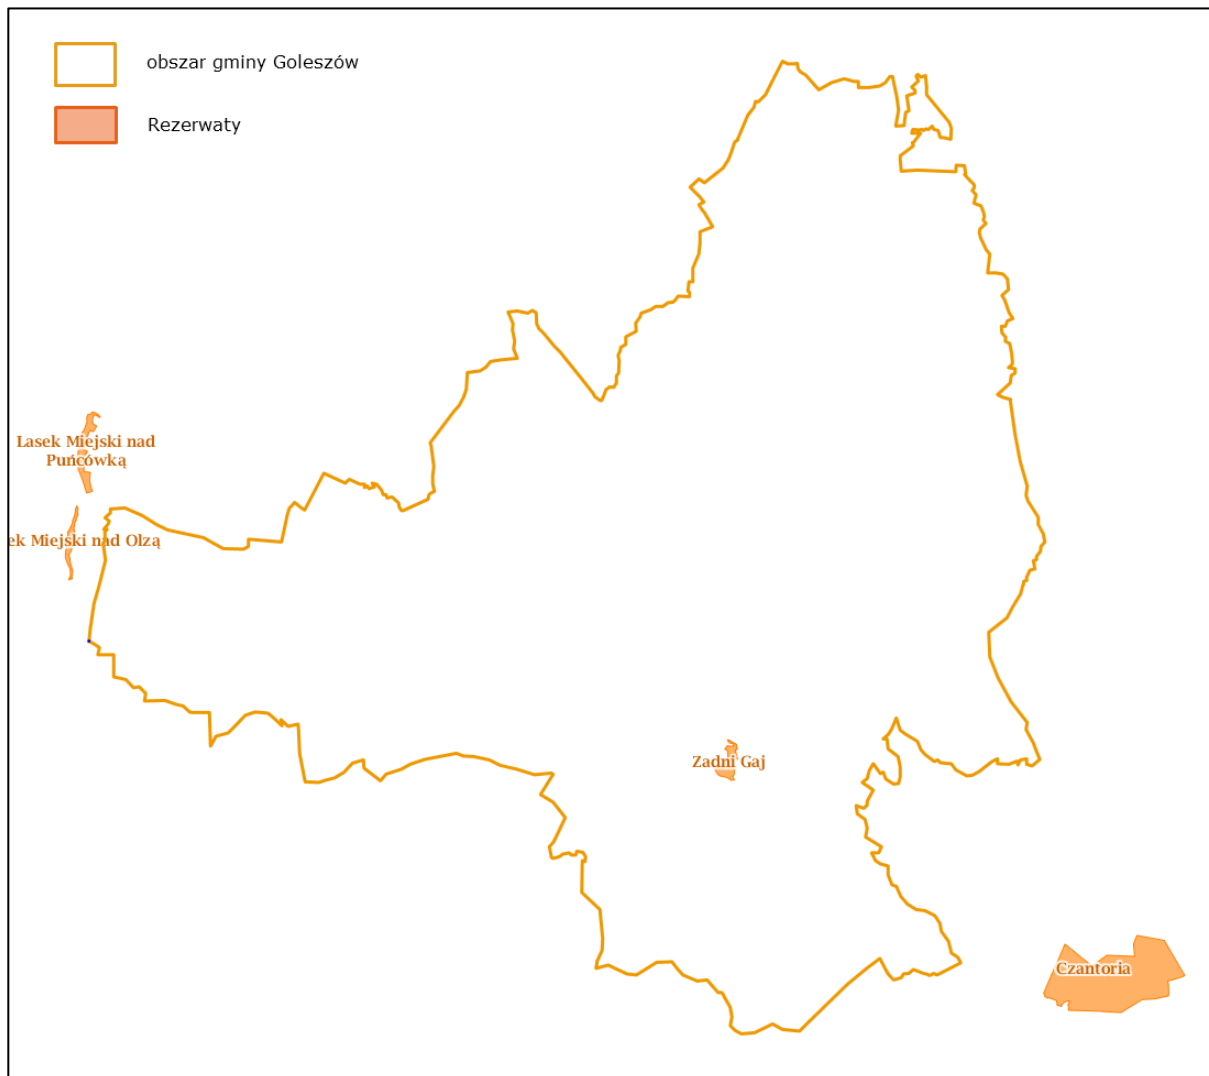 obszar gminy Goleszów
Rezerwaty
Lasek Miejski nad
Puńcówką
ek Miejski nad Olzą
Zadni Gaj
Czantoria